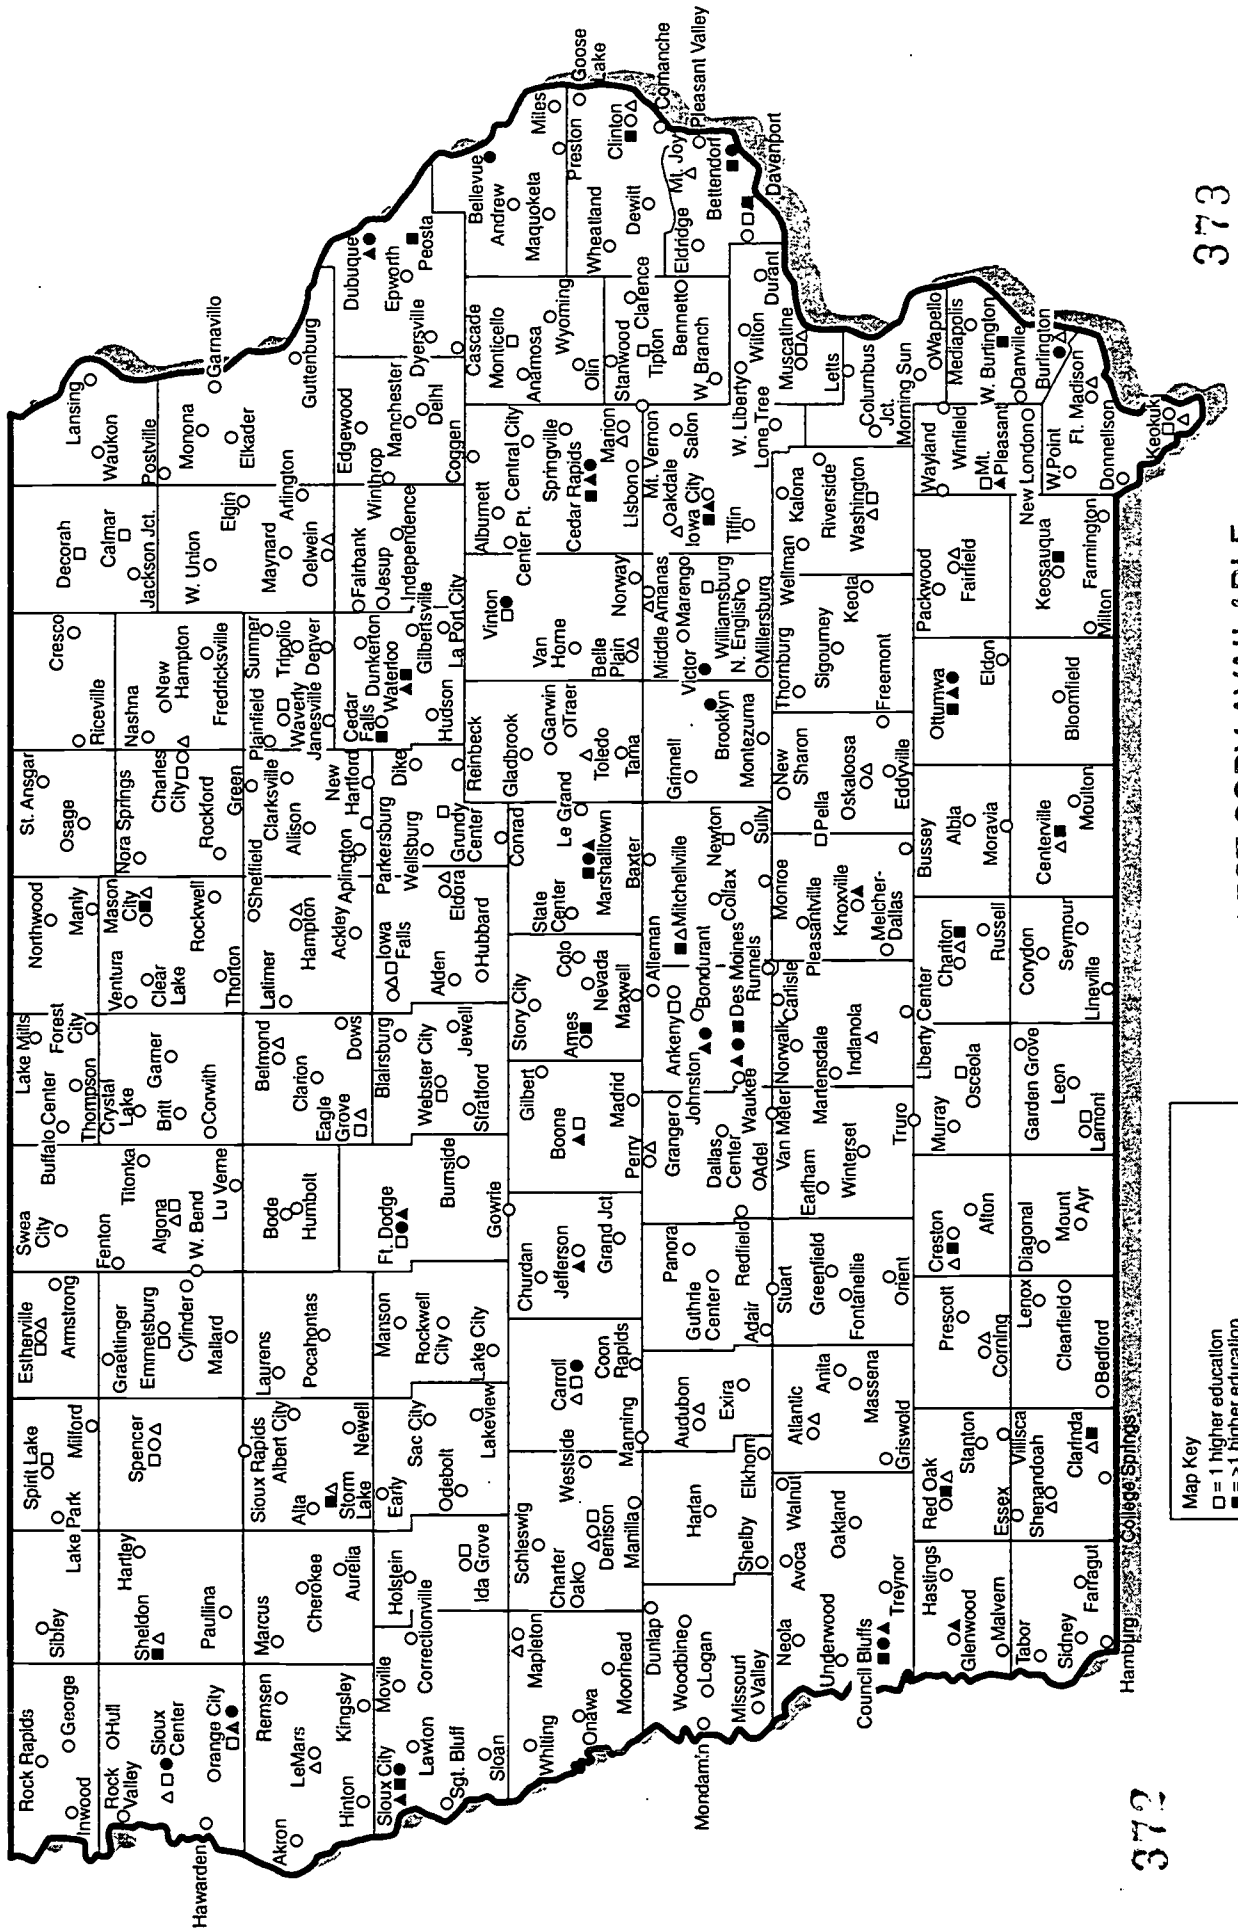 Rock Rapids
George
Inwood
Sibley
Lake Park
Spirit Lake
Milford
Estherville
Armstrong
Swea
City
Buffalo Center
Lake Mills
Thompson
Forest
City
Northwood
Manly
St. Ansgar
Osage
Riceville
Cresco
Decorah
Calmar
Jackson Jct.
Lansing
Waukon
Postville
Rock
Valley
Hull
Sioux
Center
Orange City
Hawarden
Sheldon
Hartley
Paullina
Spencer
Graettinger
Emmetsburg
Cylinder
Mallard
Fenton
Titonka
Algona
W. Bend
Lu Verne
Crystal
Lake
Britt
Garner
Corwith
Ventura
Clear
Lake
Mason
City
Rockwell
Thorton
Nora Springs
Charles
City
Rockford
Green
Nashna
New
Hampton
Fredricksville
W. Union
Elgin
Maynard
Arlington
Oelwein
Monona
Elkader
Garnaville
Guttenburg
Akron
LeMars
Remsen
Hinton
Kingsley
Marcus
Cherokee
Aurelia
Sioux Rapids
Albert City
Alta
Storm
Lake
Newell
Laurens
Pocahontas
Bode
Humbolt
Belmond
Clarion
Eagle
Grove
Dows
Latimer
Sheffield
Hampton
Ackley
Clarksville
Allison
Aplington
New
Hartford
Plainfield
Sumner
Waverly
Tripolio
Janesville
Denver
Sioux City
Moville
Lawton
Correctionville
Sgt. Bluff
Sloan
Holstein
Ida Grove
Early
Sac City
Odebolt
Lakeview
Manson
Rockwell
City
Lake City
Ft. Dodge
Burnside
Gowrie
Blairsburg
Webster City
Jewell
Stratford
Iowa
Falls
Alden
Eldora
Hubbard
Parkersburg
Wellsburg
Grundy
Center
Dike
Reinbeck
Cedar
Falls
Dunkerton
Waterloo
Gilbertsville
Hudson
La Port City
Fairbank
Jesup
Winthrop
Independence
Edgewood
Manchester
Delhl
Coggen
Dubuque
Epworth
Peosta
Dyersville
Cascade
Whiting
Mapleton
Onawa
Moorhead
Schleswig
Charter
Oak
Denison
Westside
Manilla
Manning
Carroll
Coon
Rapids
Churdan
Jefferson
Grand Jct
Gilbert
Boone
Madrid
Perry
Story City
Ames
Colo
Nevada
Maxwell
State
Center
Conrad
Le Grand
Marshalltown
Baxter
Gladbrook
Garwin
Traer
Toledo
Tama
Vinton
Van
Horne
Belle
Plain
Norway
Alburnett
Center Pt.
Central City
Springville
Cedar Rapids
Marion
Lisbon
Mt. Vernon
Monticello
Anamosa
Wyoming
Olin
Bellevue
Andrew
Maquoketa
Miles
Preston
Goose
Lake
Wheatland
Dewitt
Clinton
Comanche
Mondamin
Woodbine
Logan
Missouri
Valley
Dunlap
Harlan
Shelby
Elkhorn
Audubon
Exira
Guthrie
Center
Panora
Adair
Redfield
Dallas
Center
Granger
Adel
Waukee
Johnston
Ankeny
Alleman
Bondurant
Des Moines
Runnels
Mitchellville
Colfax
Newton
Sully
Grinnell
Brooklyn
Montezuma
Middle Amanas
Victor
Marengo
Williamsburg
N. English
Millersburg
Oakdale
Iowa City
Tiffin
Salon
Lone Tree
Stanwood
Clarence
Tipton
Bennett
W. Branch
W. Liberty
Wilton
Durant
Muscatine
Letts
Eldridge
Mt. Joy
Bettendorf
Pleasant Valley
Davenport
Neola
Underwood
Council Bluffs
Treynor
Avoca
Walnut
Oakland
Atlantic
Anita
Massena
Griswold
Stuart
Greenfield
Fontanellie
Orient
Van Meter
Earlham
Winterset
Truro
Norwalk
Martensdale
Indianola
Carlisle
Liberty Center
Pleasantville
Knoxville
Melcher-
Dallas
Monroe
Pella
Bussey
New
Sharon
Oskaloosa
Eddyville
Thornburg
Sigourney
Keota
Freemont
Wellman
Kalona
Riverside
Washington
Columbus
Jct.
Morning Sun
Wapello
Hastings
Glenwood
Malvern
Red Oak
Stanton
Essex
Villisca
Prescott
Corning
Creston
Afton
Murray
Osceola
Chariton
Russell
Albia
Moravia
Ottumwa
Eldon
Packwood
Fairfield
Wayland
Winfield
Mt.
Pleasant
New London
Mediapolis
W. Burington
Danville
Burlington
Tabor
Sidney
Farragut
Hamburg
Shenandoah
Clarinda
College Springs
Lenox
Clearfield
Bedford
Diagonal
Mount
Ayr
Garden Grove
Leon
Lamoni
Corydon
Seymour
Lineville
Centerville
Moulton
Bloomfield
Keosauqua
Milton
Farmington
W.Point
Ft. Madison
Donnellson
Keokuk
Map Key
□ = 1 higher education
■ = >1 higher education
372
373